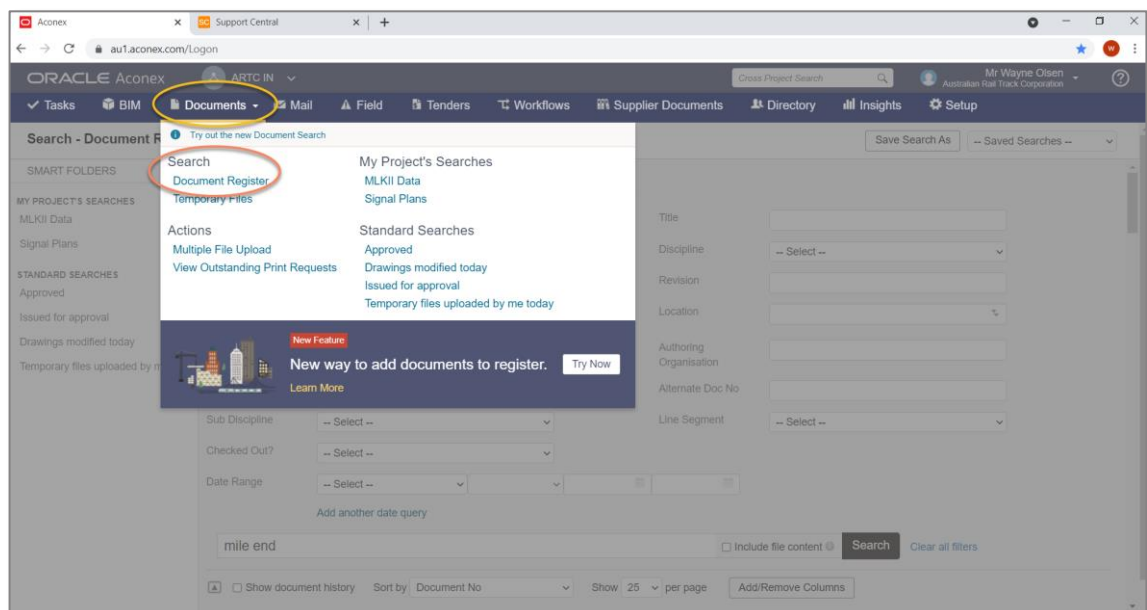 Aconex
SC Support Central
au1.aconex.com/Logon
W
ORACLE Aconex
A ARTC IN
Cross Project Search
Mr Wayne Olsen
Australian Rail Track Corporation
Tasks BIM Documents Mail Field Tenders Workflows Supplier Documents Directory Insights Setup
Search - Document R
Try out the new Document Search
Save Search As
-- Saved Searches --
SMART FOLDERS
MY PROJECT'S SEARCHES
MLKII Data
Signal Plans
STANDARD SEARCHES
Approved
Issued for approval
Drawings modified today
Temporary files uploaded by m
Search
Document Register
Temporary Files
Actions
Multiple File Upload
View Outstanding Print Requests
My Project's Searches
MLKII Data
Signal Plans
Standard Searches
Approved
Drawings modified today
Issued for approval
Temporary files uploaded by me today
New Feature
New way to add documents to register.
Try Now
Learn More
Title
Discipline -- Select --
Revision
Location
Authoring
Organisation
Alternate Doc No
Sub Discipline -- Select --
Line Segment -- Select --
Checked Out? -- Select --
Date Range -- Select --
Add another date query
mile end
Include file content
Search
Clear all filters
Show document history Sort by Document No Show 25 per page Add/Remove Columns